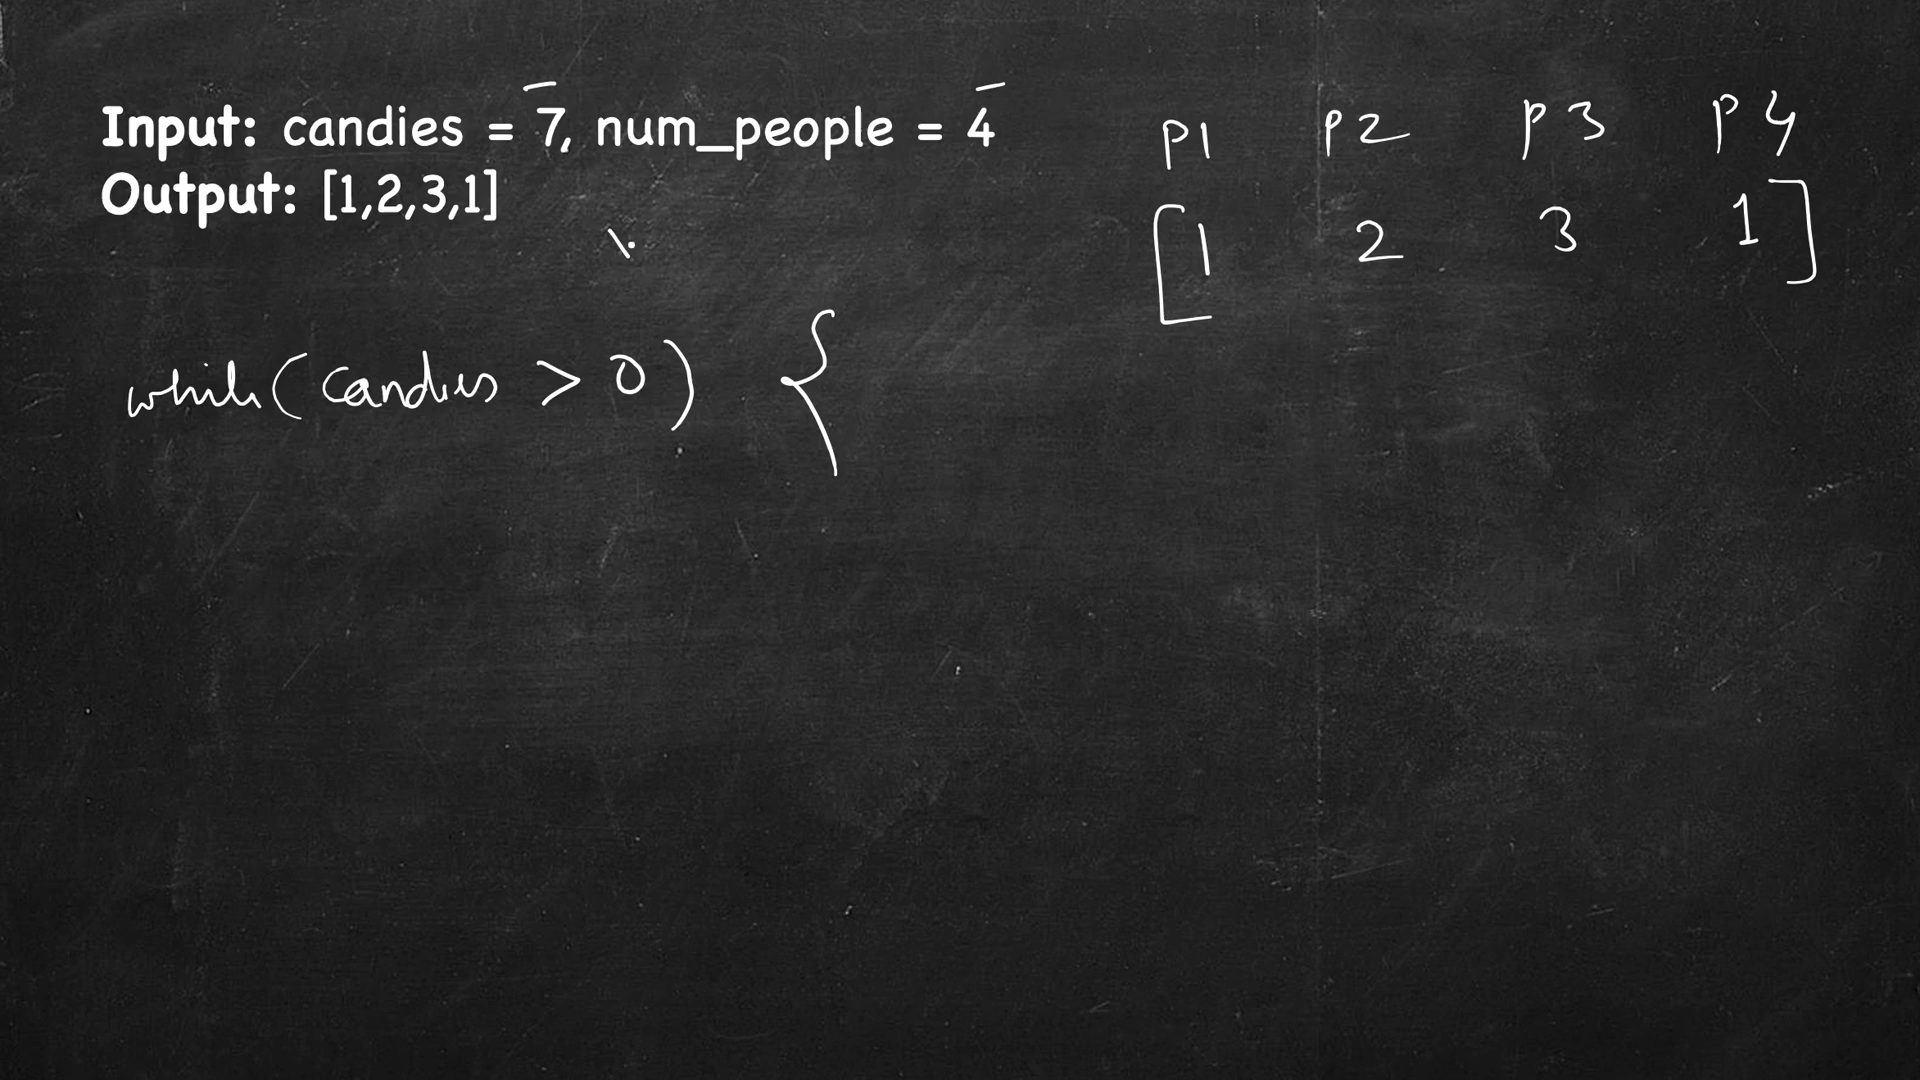 Input: candies = 7, num_people = 4
Output: [1,2,3,1]
P1 P2 P3 P4
[1 2 3 1]
while(candies > 0) {